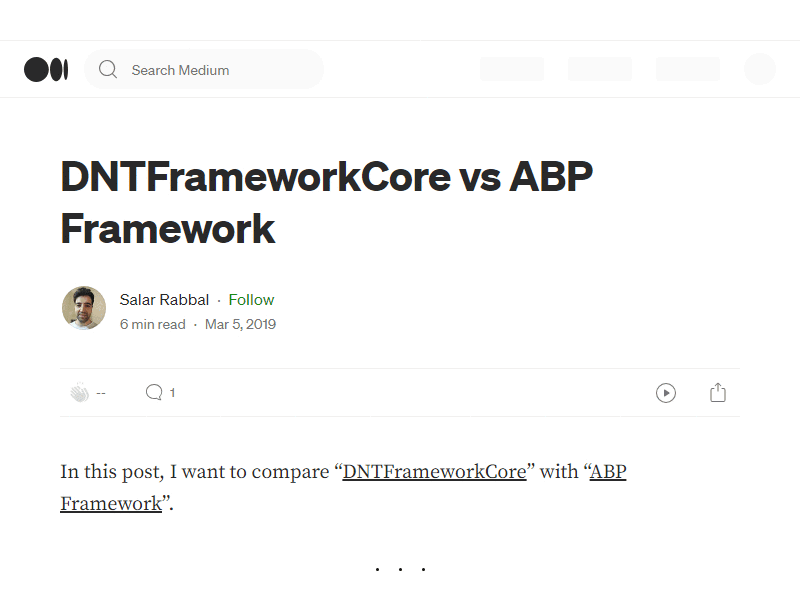 Search Medium
DNTFrameworkCore vs ABP
Framework
Salar Rabbal · Follow
6 min read · Mar 5, 2019
-- 1
In this post, I want to compare “DNTFrameworkCore” with “ABP
Framework”.
. . .